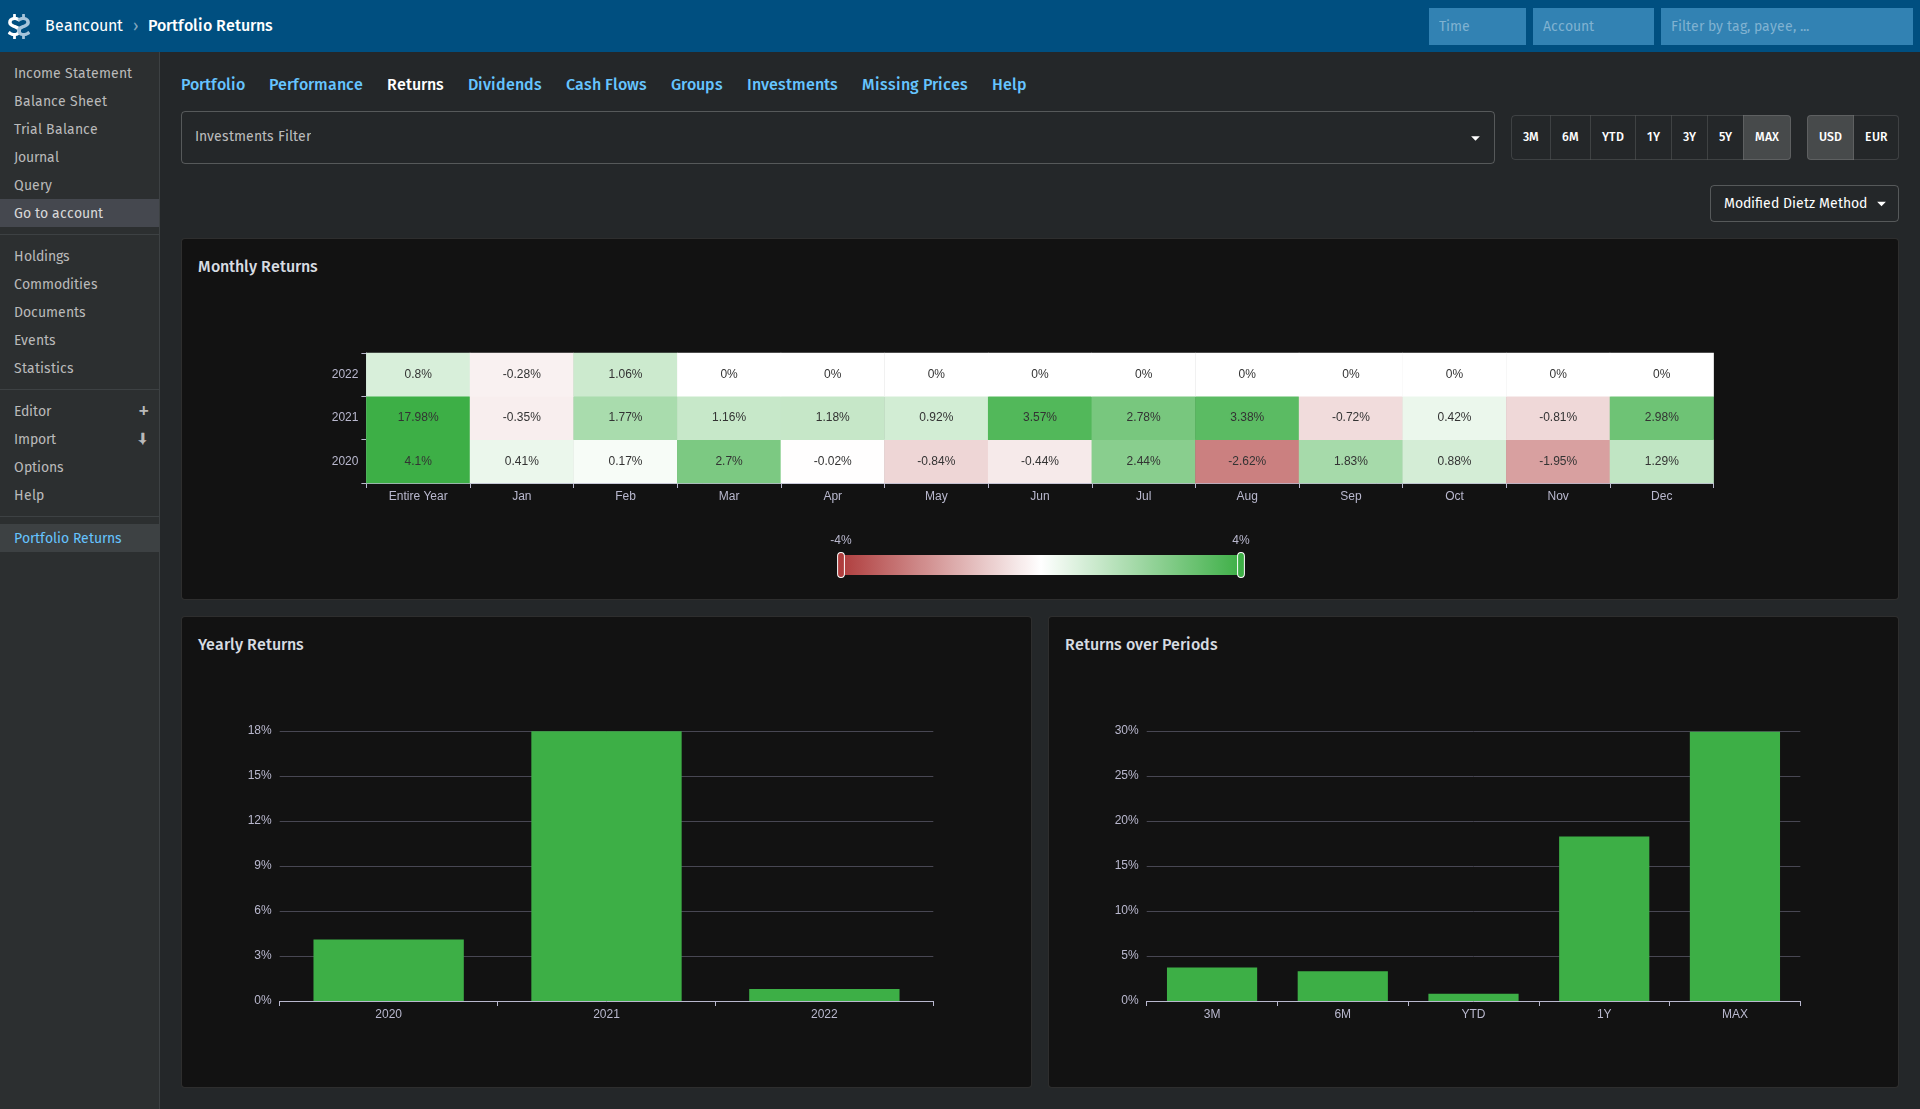 Beancount › Portfolio Returns
Time
Account
Filter by tag, payee, ...
Income Statement
Balance Sheet
Trial Balance
Journal
Query
Go to account
Holdings
Commodities
Documents
Events
Statistics
Editor +
Import
Options
Help
Portfolio Returns
Portfolio Performance Returns Dividends Cash Flows Groups Investments Missing Prices Help
Investments Filter
3M 6M YTD 1Y 3Y 5Y MAX
USD EUR
Modified Dietz Method
Monthly Returns
2022 0.8% -0.28% 1.06% 0% 0% 0% 0% 0% 0% 0% 0% 0% 0%
2021 17.98% -0.35% 1.77% 1.16% 1.18% 0.92% 3.57% 2.78% 3.38% -0.72% 0.42% -0.81% 2.98%
2020 4.1% 0.41% 0.17% 2.7% -0.02% -0.84% -0.44% 2.44% -2.62% 1.83% 0.88% -1.95% 1.29%
Entire Year Jan Feb Mar Apr May Jun Jul Aug Sep Oct Nov Dec
-4% 4%
Yearly Returns
18%
15%
12%
9%
6%
3%
0%
2020 2021 2022
Returns over Periods
30%
25%
20%
15%
10%
5%
0%
3M 6M YTD 1Y MAX